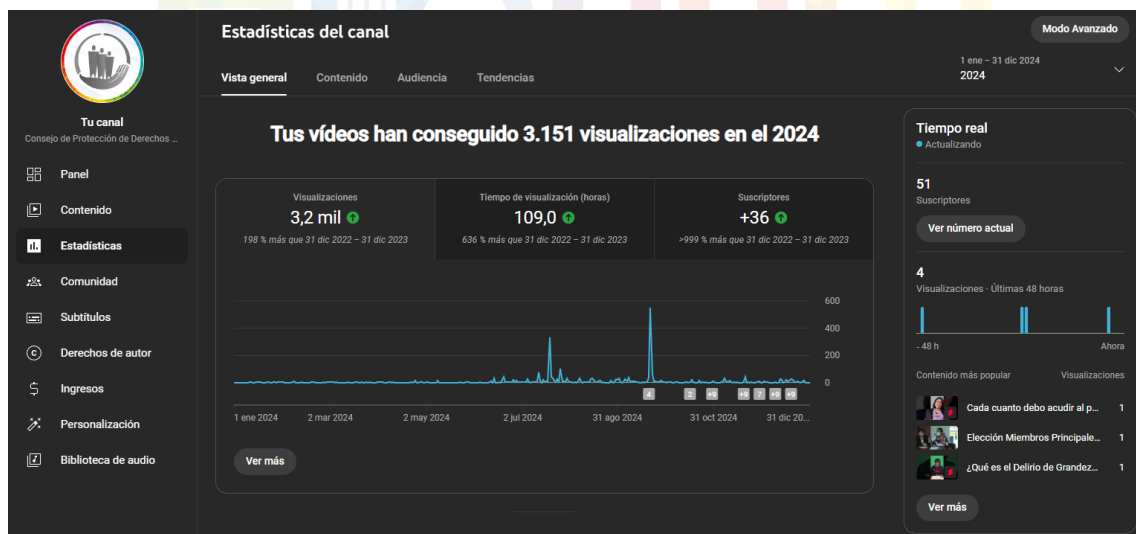 Estadísticas del canal
Modo Avanzado
Vista general
Contenido
Audiencia
Tendencias
1 ene – 31 dic 2024
2024
Tu canal
Consejo de Protección de Derechos ...
Panel
Contenido
Estadísticas
Comunidad
Subtítulos
Derechos de autor
Ingresos
Personalización
Biblioteca de audio
Tus vídeos han conseguido 3.151 visualizaciones en el 2024
Visualizaciones
3,2 mil
198 % más que 31 dic 2022 – 31 dic 2023
Tiempo de visualización (horas)
109,0
636 % más que 31 dic 2022 – 31 dic 2023
Suscriptores
+36
>999 % más que 31 dic 2022 – 31 dic 2023
600
400
200
0
4 2 +9 +9 7 +9 +9
1 ene 2024 2 mar 2024 2 may 2024 2 jul 2024 31 ago 2024 31 oct 2024 31 dic 20...
Ver más
Tiempo real
Actualizando
51
Suscriptores
Ver número actual
4
Visualizaciones · Últimas 48 horas
- 48 h Ahora
Contenido más popular Visualizaciones
Cada cuanto debo acudir al p... 1
Elección Miembros Principale... 1
¿Qué es el Delirio de Grandez... 1
Ver más